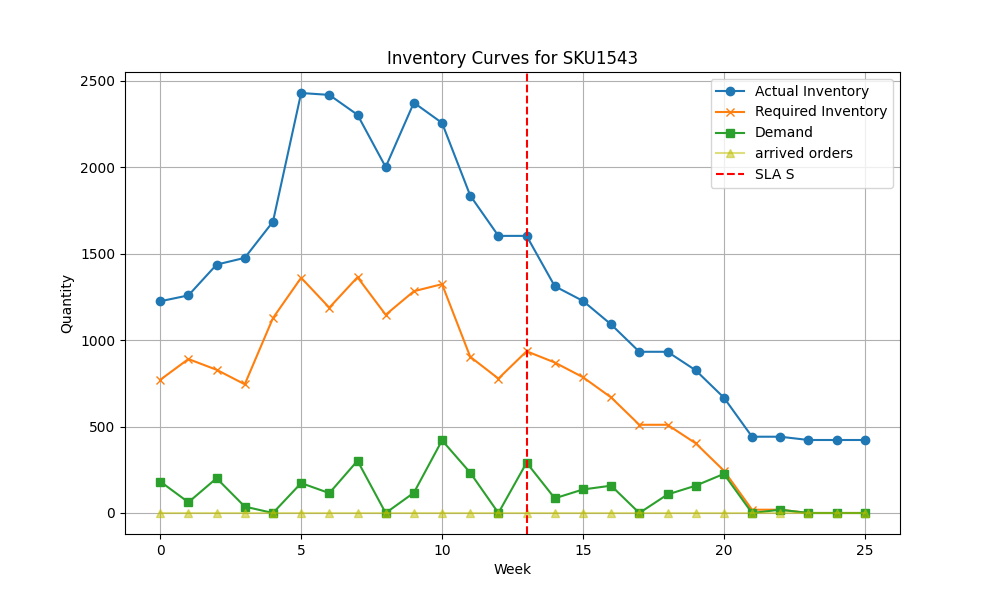 Inventory Curves for SKU1543
Quantity
2500
2000
1500
1000
500
0
Actual Inventory
Required Inventory
Demand
arrived orders
SLA S
0 5 10 15 20 25
Week